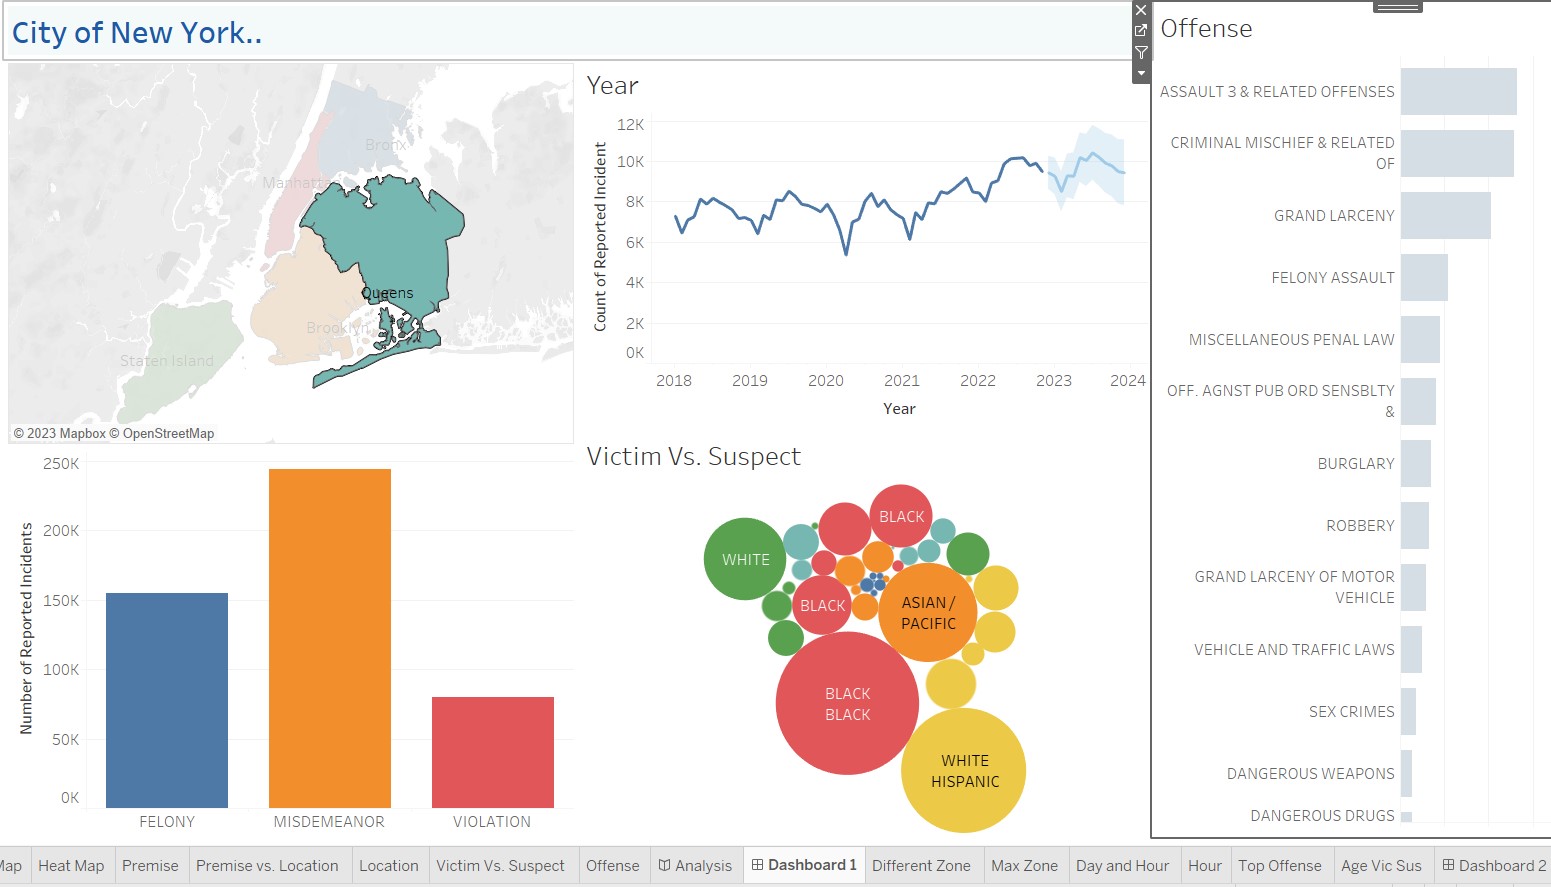 City of New York..
Bronx
Manhatta
Queens
Brooklyn
Staten Island
© 2023 Mapbox © OpenStreetMap
Year
Count of Reported Incident
12K
10K
8K
6K
4K
2K
0K
2018 2019 2020 2021 2022 2023 2024
Year
Number of Reported Incidents
250K
200K
150K
100K
50K
0K
FELONY MISDEMEANOR VIOLATION
Victim Vs. Suspect
BLACK
WHITE
BLACK
ASIAN /
PACIFIC
BLACK
BLACK
WHITE
HISPANIC
Offense
ASSAULT 3 & RELATED OFFENSES
CRIMINAL MISCHIEF & RELATED
OF
GRAND LARCENY
FELONY ASSAULT
MISCELLANEOUS PENAL LAW
OFF. AGNST PUB ORD SENSBLTY
&
BURGLARY
ROBBERY
GRAND LARCENY OF MOTOR
VEHICLE
VEHICLE AND TRAFFIC LAWS
SEX CRIMES
DANGEROUS WEAPONS
DANGEROUS DRUGS
Map Heat Map Premise Premise vs. Location Location Victim Vs. Suspect Offense Analysis Dashboard 1 Different Zone Max Zone Day and Hour Hour Top Offense Age Vic Sus Dashboard 2